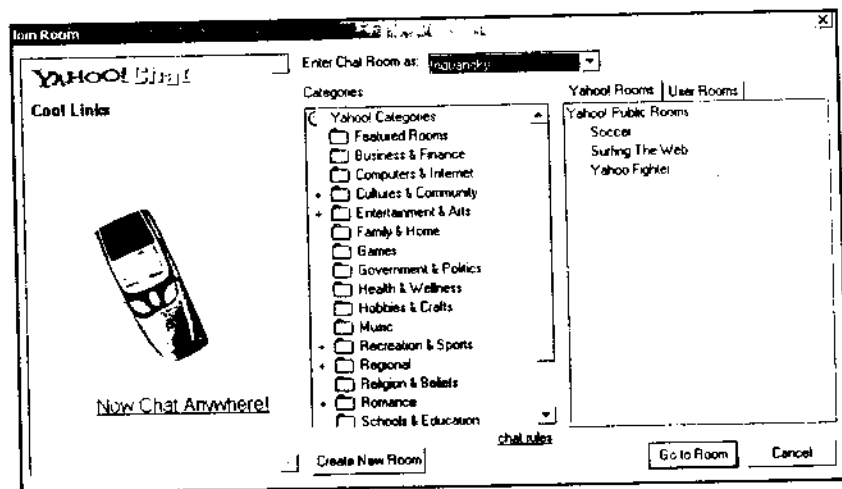 Join Room
YAHOO! Chat
Cool Links
Now Chat Anywhere!
Enter Chat Room as:
Categories
Yahoo! Categories
Featured Rooms
Business & Finance
Computers & Internet
Cultures & Community
Entertainment & Arts
Family & Home
Games
Government & Politics
Health & Wellness
Hobbies & Crafts
Music
Recreation & Sports
Regional
Religion & Beliefs
Romance
Schools & Education
chat rules
Create New Room
Yahoo! Rooms User Rooms
Yahoo! Public Rooms
Soccer
Surfing The Web
Yahoo Fighter
Go to Room Cancel